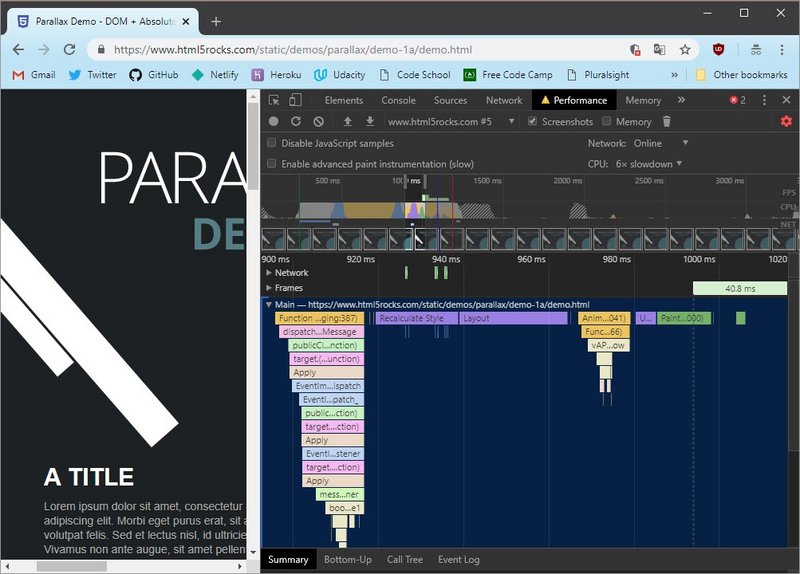 Parallax Demo - DOM + Absolute
https://www.html5rocks.com/static/demos/parallax/demo-1a/demo.html
Gmail Twitter GitHub Netlify Heroku Udacity Code School Free Code Camp Pluralsight » Other bookmarks
PARA
DE
A TITLE
Lorem ipsum dolor sit amet, consectetur
adipiscing elit. Morbi eget purus erat, sit a
volutpat felis. Sed et lectus nisl, id ultricie
Vivamus non ante augue, sit amet pellent
Elements Console Sources Network Performance Memory » 2
www.html5rocks.com #5 Screenshots Memory
Disable JavaScript samples Network: Online
Enable advanced paint instrumentation (slow) CPU: 6× slowdown
500 ms 1000 ms 1500 ms 2000 ms 2500 ms 3000 ms
FPS
CPU
NET
900 ms 920 ms 940 ms 960 ms 980 ms 1000 ms 1020
Network
Frames 40.8 ms
Main — https://www.html5rocks.com/static/demos/parallax/demo-1a/demo.html
Function ...ging:387) Recalculate Style Layout Anim...041) U... Paint...000)
dispatch...Message Func...66)
publicCl...nction) vAP...ow
target.(...unction)
Apply
EventIm...ispatch
EventI...patch_
public...ction)
target....ction)
Apply
EventI...stener
target....ction)
Apply
mess...ner
boo...e1
Summary Bottom-Up Call Tree Event Log